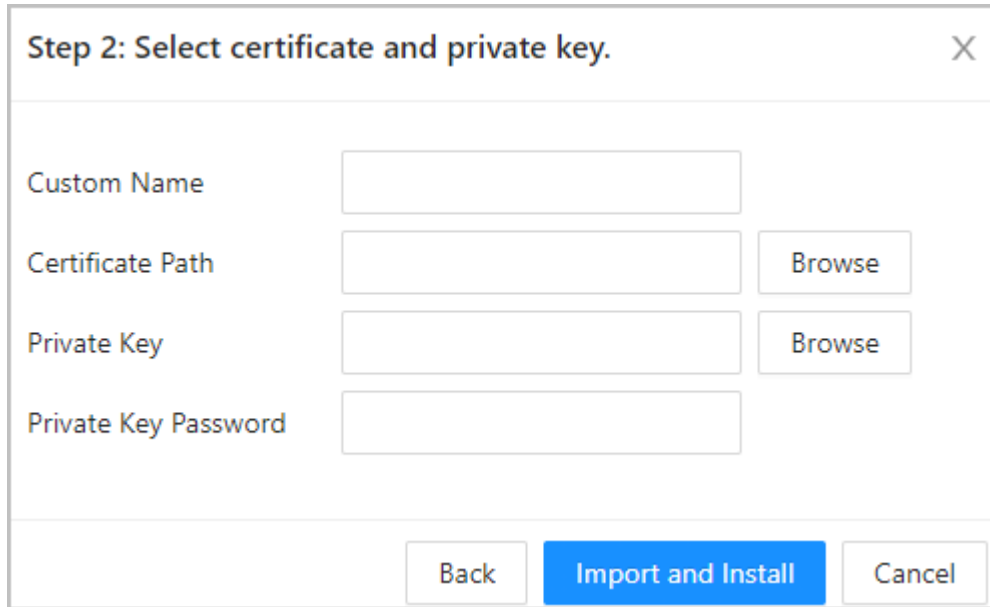 Step 2: Select certificate and private key. X
Custom Name
Certificate Path Browse
Private Key Browse
Private Key Password
Back Import and Install Cancel